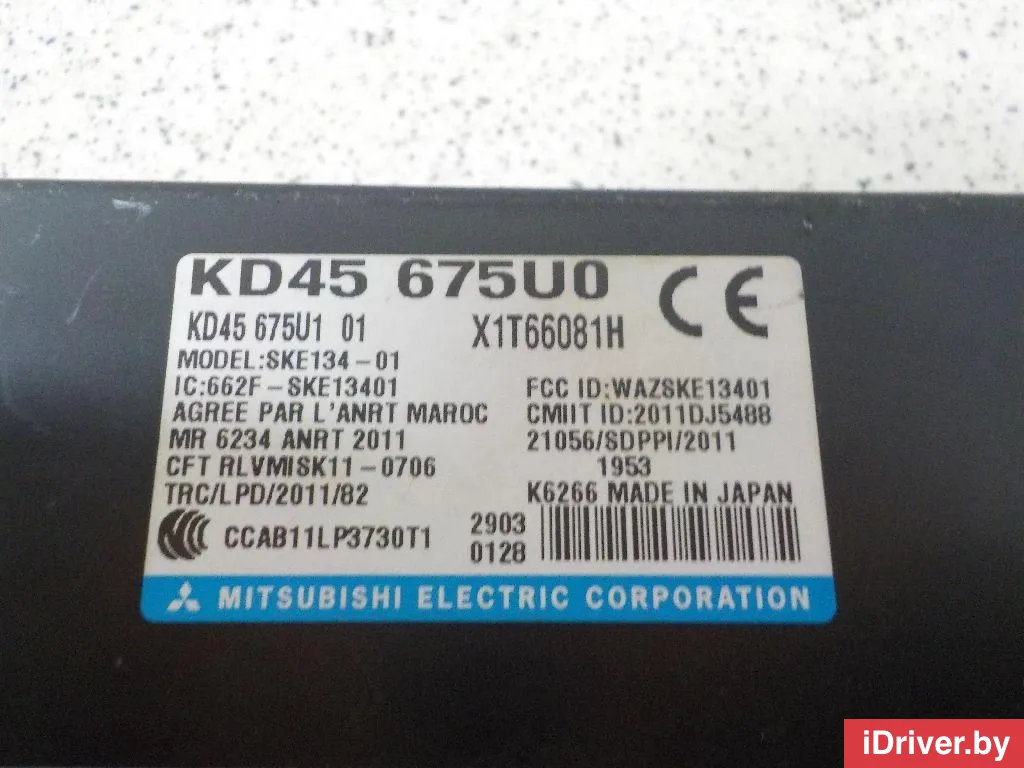 KD45 675U0
CE
KD45 675U1 01 X1T66081H
MODEL:SKE134-01
IC:662F-SKE13401 FCC ID:WAZSKE13401
AGREE PAR L'ANRT MAROC CMIIT ID:2011DJ5488
MR 6234 ANRT 2011 21056/SDPPI/2011
CFT RLVMISK11-0706 1953
TRC/LPD/2011/82 K6266 MADE IN JAPAN
CCAB11LP3730T1 2903
0128
MITSUBISHI ELECTRIC CORPORATION
iDriver.by